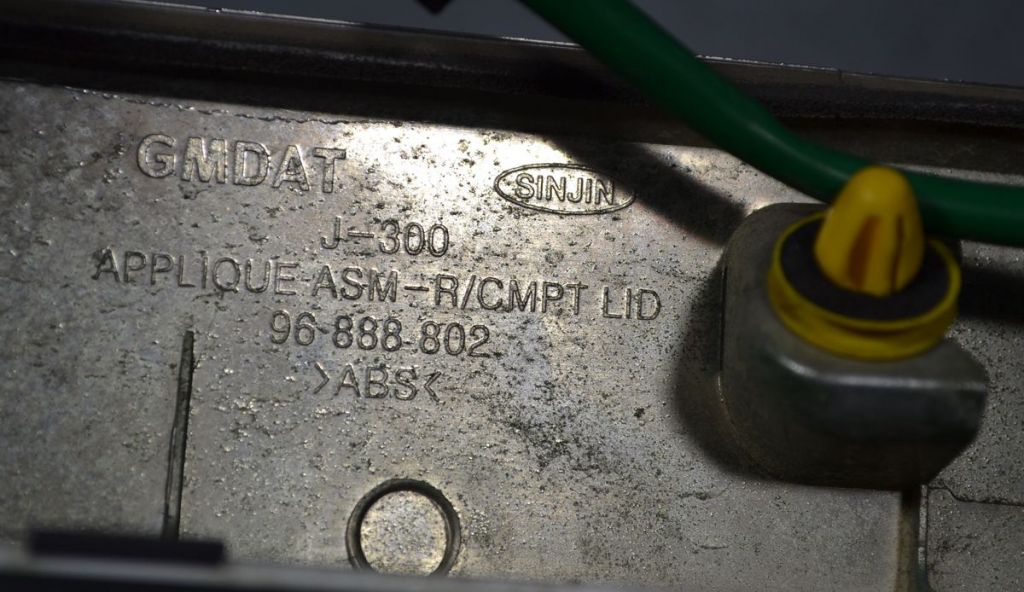 GMDAT
SINJIN
J-300
APPLIQUE ASM-R/CMPT LID
96 888 802
>ABS<